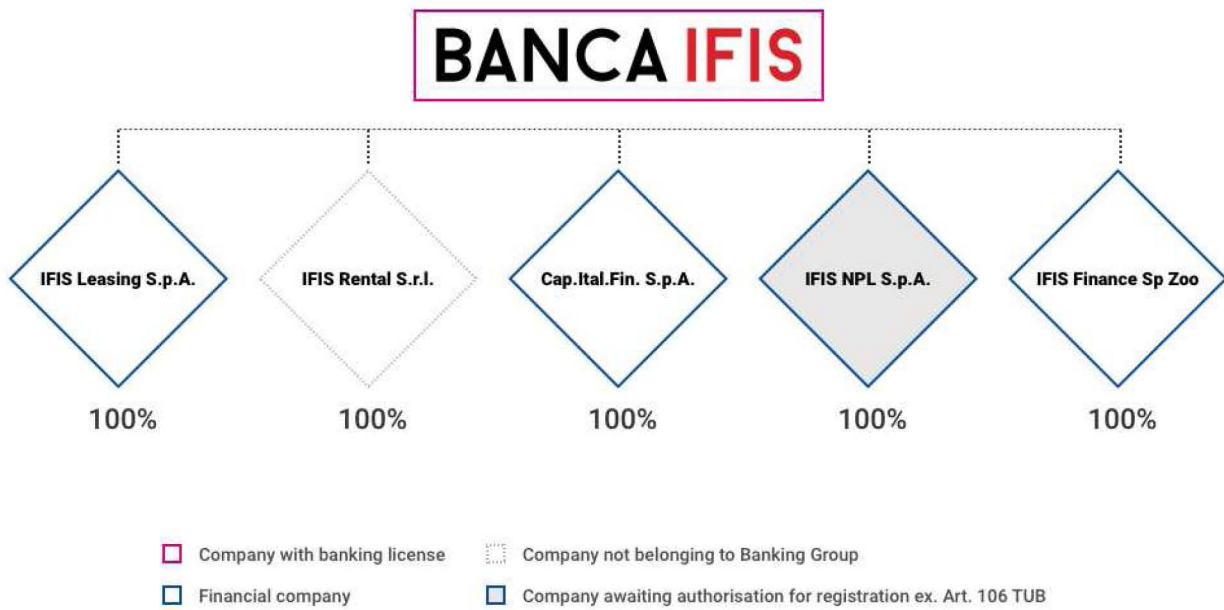 BANCA IFIS
IFIS Leasing S.p.A.
IFIS Rental S.r.l.
Cap.Ital.Fin. S.p.A.
IFIS NPL S.p.A.
IFIS Finance Sp Zoo
100%
100%
100%
100%
100%
Company with banking license
Company not belonging to Banking Group
Financial company
Company awaiting authorisation for registration ex. Art. 106 TUB